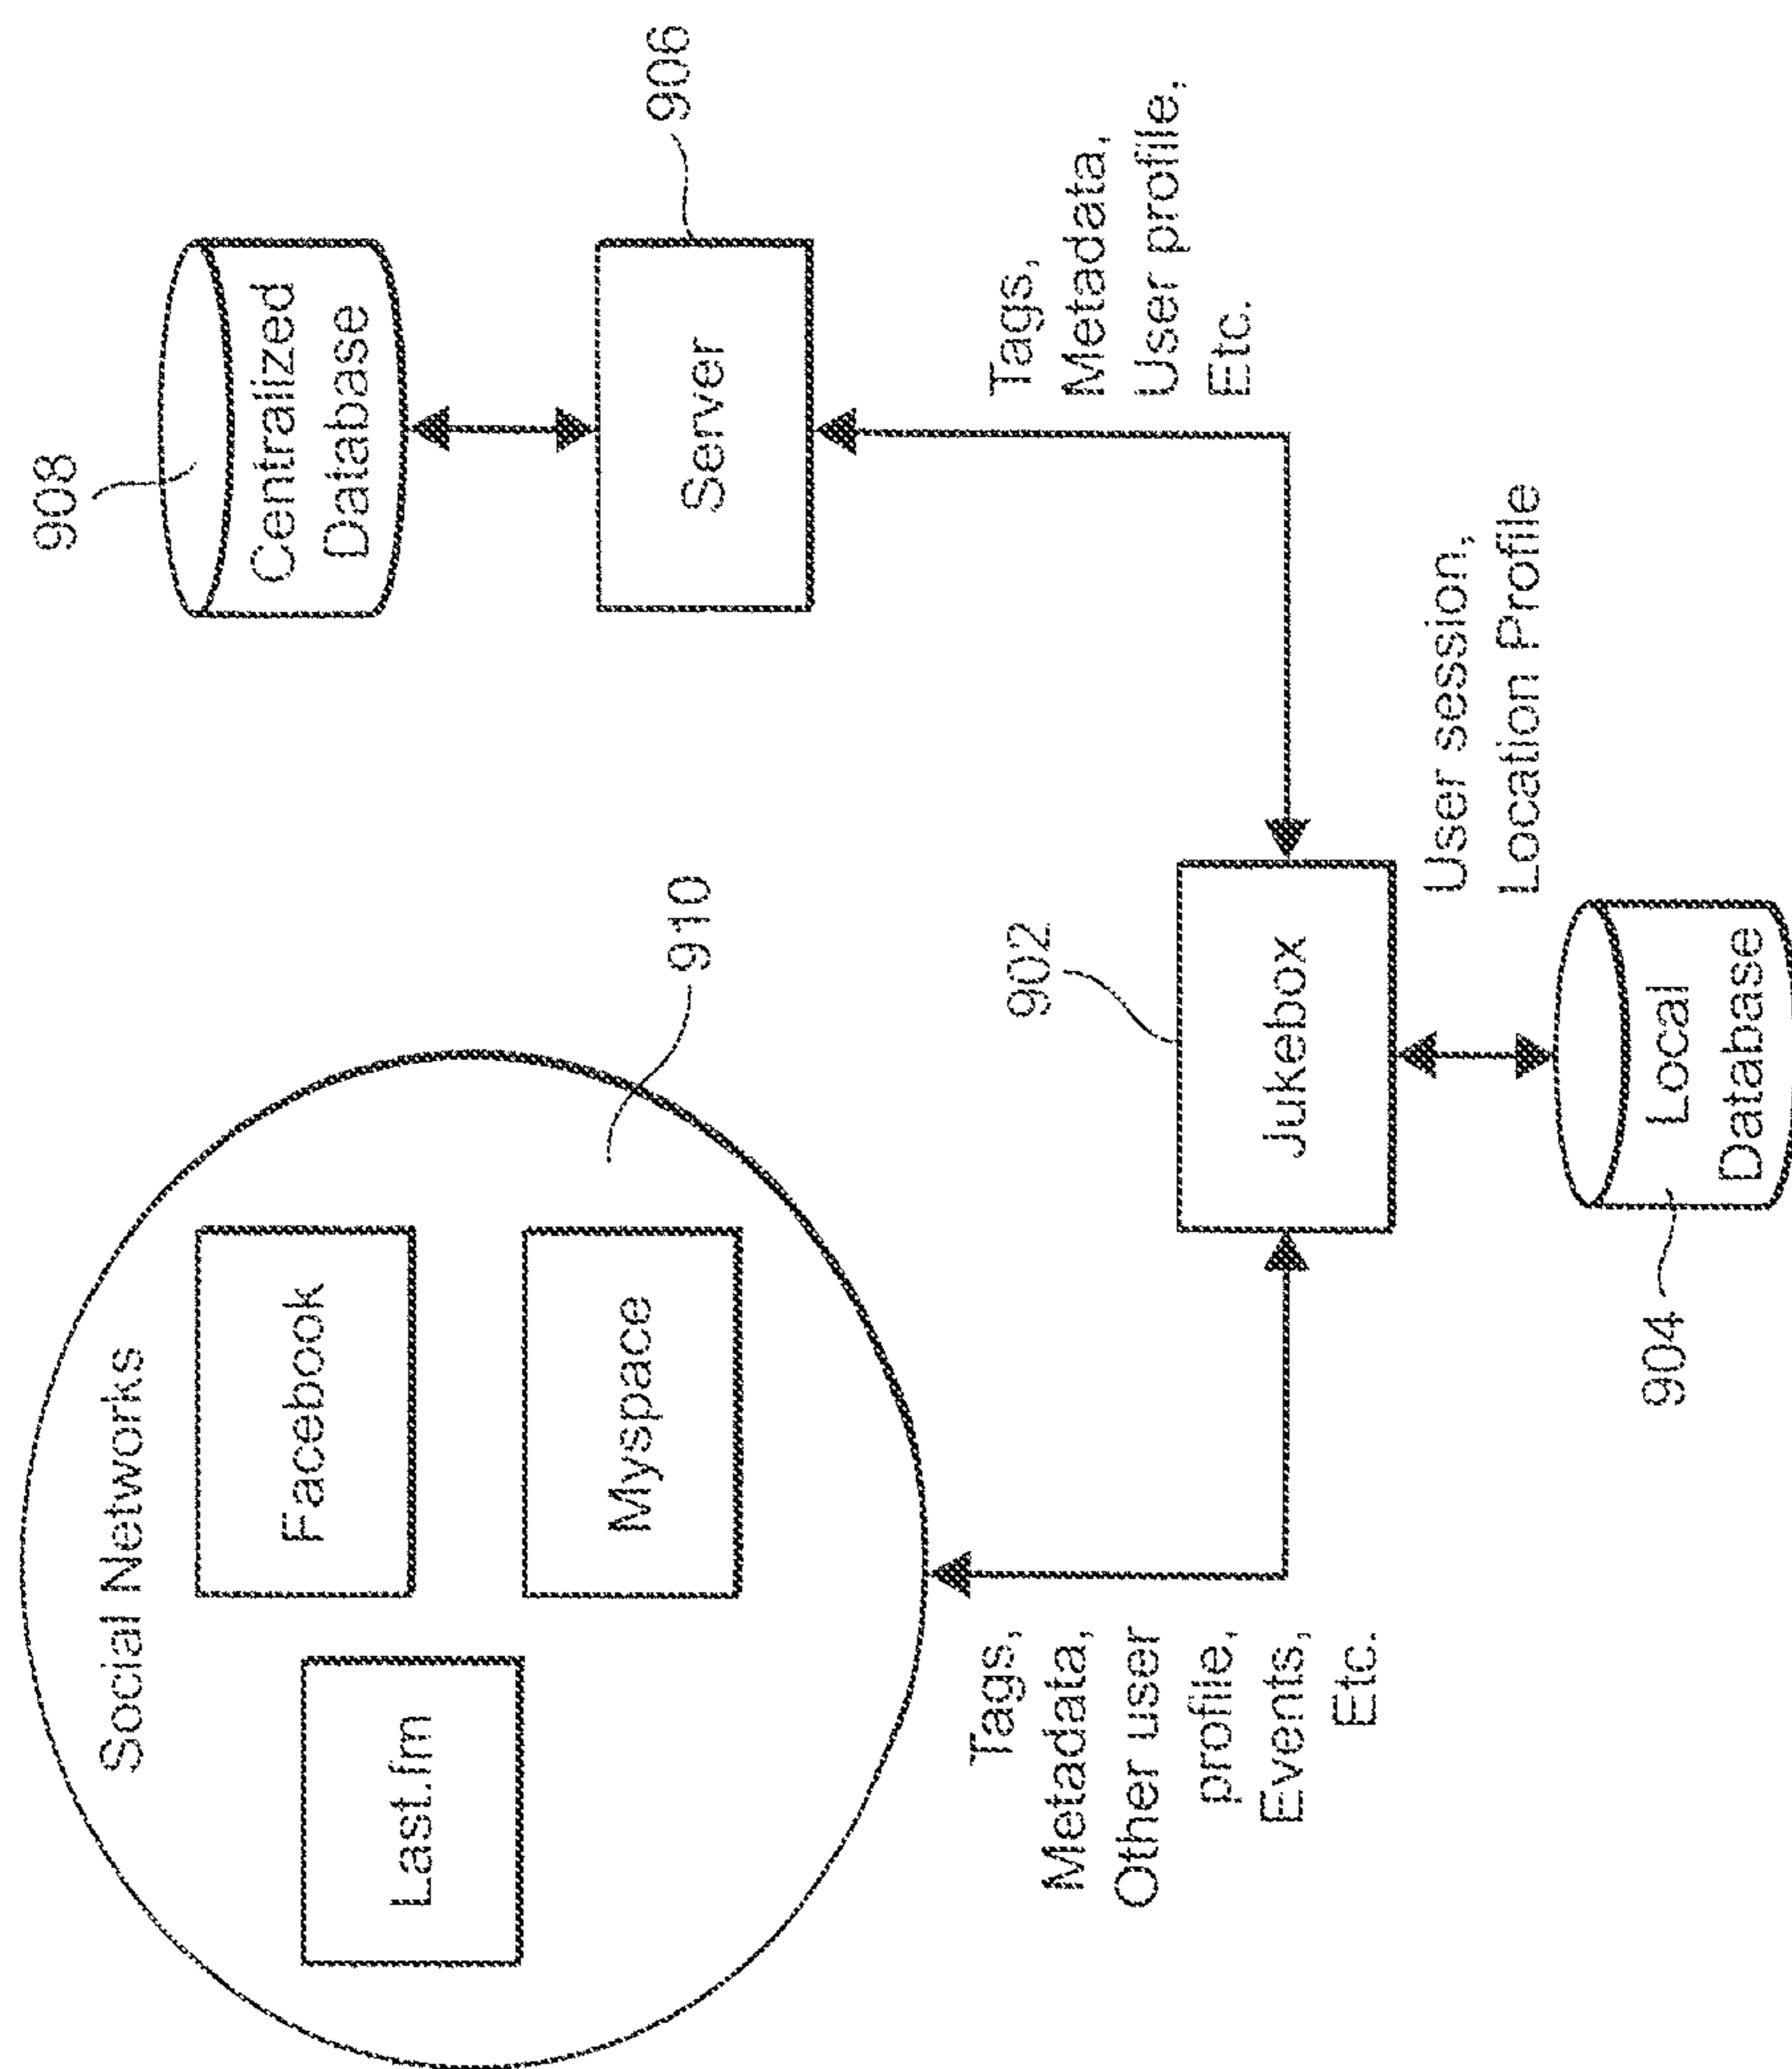 Social Networks
Last.fm
Facebook
Myspace
910
908
Centralized
Database
Server
906
Tags,
Metadata,
Other user
profile,
Events,
Etc.
902
Jukebox
Tags,
Metadata,
User profile,
Etc.
User session,
Location Profile
904
Local
Database